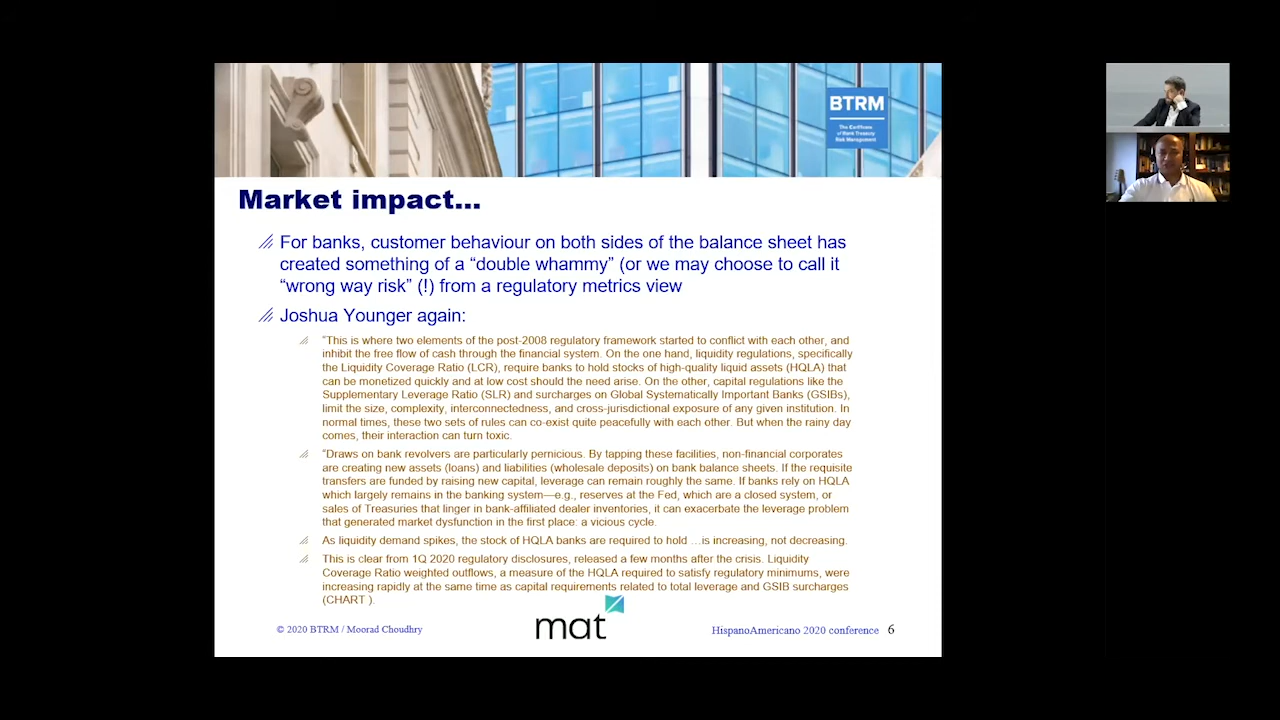 BTRM
The Certificate
of Bank Treasury
Risk Management
Market impact...
For banks, customer behaviour on both sides of the balance sheet has
created something of a “double whammy” (or we may choose to call it
“wrong way risk” (!) from a regulatory metrics view
Joshua Younger again:
“This is where two elements of the post-2008 regulatory framework started to conflict with each other, and
inhibit the free flow of cash through the financial system. On the one hand, liquidity regulations, specifically
the Liquidity Coverage Ratio (LCR), require banks to hold stocks of high-quality liquid assets (HQLA) that
can be monetized quickly and at low cost should the need arise. On the other, capital regulations like the
Supplementary Leverage Ratio (SLR) and surcharges on Global Systematically Important Banks (GSIBs),
limit the size, complexity, interconnectedness, and cross-jurisdictional exposure of any given institution. In
normal times, these two sets of rules can co-exist quite peacefully with each other. But when the rainy day
comes, their interaction can turn toxic.
“Draws on bank revolvers are particularly pernicious. By tapping these facilities, non-financial corporates
are creating new assets (loans) and liabilities (wholesale deposits) on bank balance sheets. If the requisite
transfers are funded by raising new capital, leverage can remain roughly the same. If banks rely on HQLA
which largely remains in the banking system—e.g., reserves at the Fed, which are a closed system, or
sales of Treasuries that linger in bank-affiliated dealer inventories, it can exacerbate the leverage problem
that generated market dysfunction in the first place: a vicious cycle.
As liquidity demand spikes, the stock of HQLA banks are required to hold …is increasing, not decreasing.
This is clear from 1Q 2020 regulatory disclosures, released a few months after the crisis. Liquidity
Coverage Ratio weighted outflows, a measure of the HQLA required to satisfy regulatory minimums, were
increasing rapidly at the same time as capital requirements related to total leverage and GSIB surcharges
(CHART ).
© 2020 BTRM / Moorad Choudhry
mat
HispanoAmericano 2020 conference 6